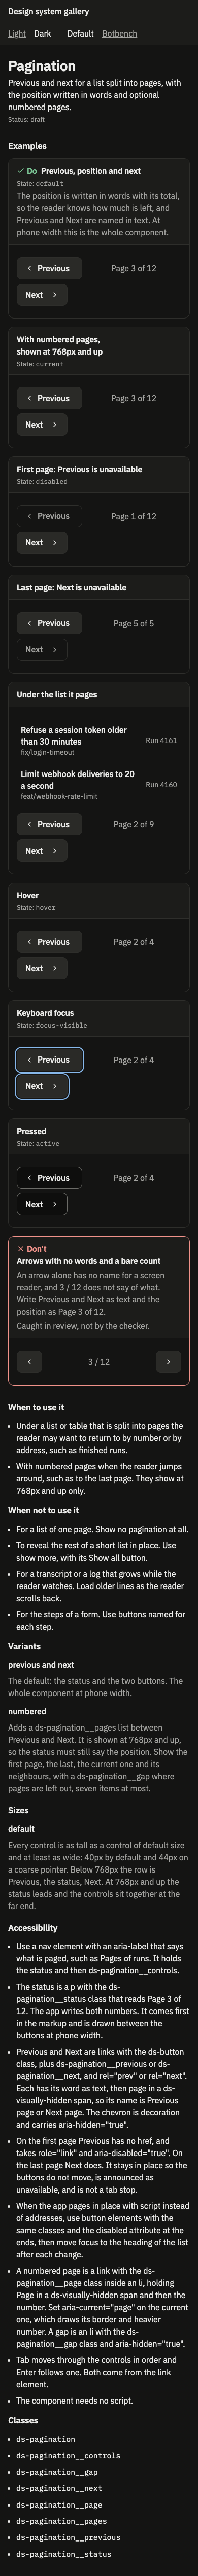 Design system gallery
Light Dark Default Botbench
Pagination
Previous and next for a list split into pages, with
the position written in words and optional
numbered pages.
Status: draft
Examples
✓ Do Previous, position and next
State: default
The position is written in words with its total,
so the reader knows how much is left, and
Previous and Next are named in text. At
phone width this is the whole component.
‹ Previous Page 3 of 12
Next ›
With numbered pages,
shown at 768px and up
State: current
‹ Previous Page 3 of 12
Next ›
First page: Previous is unavailable
State: disabled
‹ Previous Page 1 of 12
Next ›
Last page: Next is unavailable
‹ Previous Page 5 of 5
Next ›
Under the list it pages
Refuse a session token older
than 30 minutes
fix/login-timeout
Run 4161
Limit webhook deliveries to 20
a second
feat/webhook-rate-limit
Run 4160
‹ Previous Page 2 of 9
Next ›
Hover
State: hover
‹ Previous Page 2 of 4
Next ›
Keyboard focus
State: focus-visible
‹ Previous Page 2 of 4
Next ›
Pressed
State: active
‹ Previous Page 2 of 4
Next ›
✕ Don't
Arrows with no words and a bare count
An arrow alone has no name for a screen
reader, and 3 / 12 does not say of what.
Write Previous and Next as text and the
position as Page 3 of 12.
Caught in review, not by the checker.
‹ 3 / 12 ›
When to use it
• Under a list or table that is split into pages the
reader may want to return to by number or by
address, such as finished runs.
• With numbered pages when the reader jumps
around, such as to the last page. They show at
768px and up only.
When not to use it
• For a list of one page. Show no pagination at all.
• To reveal the rest of a short list in place. Use
show more, with its Show all button.
• For a transcript or a log that grows while the
reader watches. Load older lines as the reader
scrolls back.
• For the steps of a form. Use buttons named for
each step.
Variants
previous and next
The default: the status and the two buttons. The
whole component at phone width.
numbered
Adds a ds-pagination__pages list between
Previous and Next. It is shown at 768px and up,
so the status must still say the position. Show the
first page, the last, the current one and its
neighbours, with a ds-pagination__gap where
pages are left out, seven items at most.
Sizes
default
Every control is as tall as a control of default size
and at least as wide: 40px by default and 44px on
a coarse pointer. Below 768px the row is
Previous, the status, Next. At 768px and up the
status leads and the controls sit together at the
far end.
Accessibility
• Use a nav element with an aria-label that says
what is paged, such as Pages of runs. It holds
the status and then ds-pagination__controls.
• The status is a p with the ds-
pagination__status class that reads Page 3 of
12. The app writes both numbers. It comes first
in the markup and is drawn between the
buttons at phone width.
• Previous and Next are links with the ds-button
class, plus ds-pagination__previous or ds-
pagination__next, and rel="prev" or rel="next".
Each has its word as text, then page in a ds-
visually-hidden span, so its name is Previous
page or Next page. The chevron is decoration
and carries aria-hidden="true".
• On the first page Previous has no href, and
takes role="link" and aria-disabled="true". On
the last page Next does. It stays in place so the
buttons do not move, is announced as
unavailable, and is not a tab stop.
• When the app pages in place with script instead
of addresses, use button elements with the
same classes and the disabled attribute at the
ends, then move focus to the heading of the list
after each change.
• A numbered page is a link with the ds-
pagination__page class inside an li, holding
Page in a ds-visually-hidden span and then the
number. Set aria-current="page" on the current
one, which draws its border and heavier
number. A gap is an li with the ds-
pagination__gap class and aria-hidden="true".
• Tab moves through the controls in order and
Enter follows one. Both come from the link
element.
• The component needs no script.
Classes
• ds-pagination
• ds-pagination__controls
• ds-pagination__gap
• ds-pagination__next
• ds-pagination__page
• ds-pagination__pages
• ds-pagination__previous
• ds-pagination__status